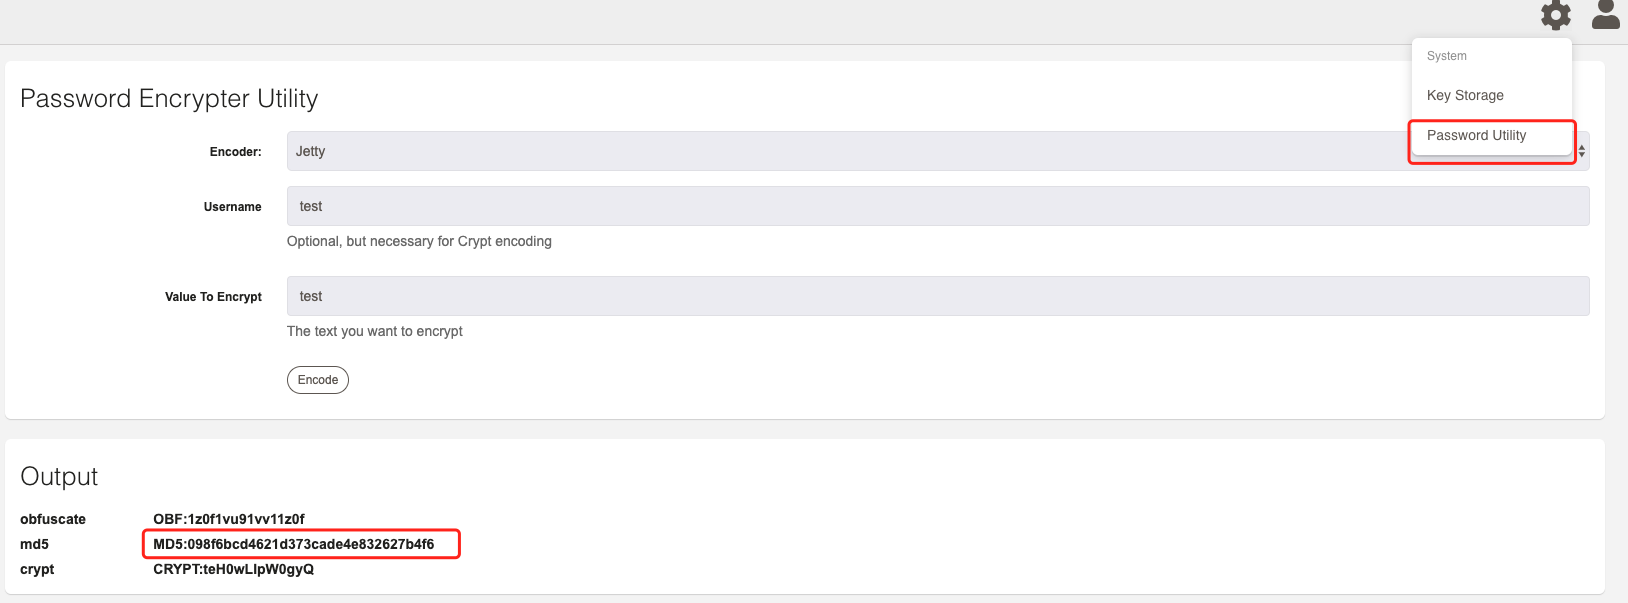 System
Key Storage
Password Utility
Password Encrypter Utility
Encoder:
Jetty
Username
test
Optional, but necessary for Crypt encoding
Value To Encrypt
test
The text you want to encrypt
Encode
Output
obfuscate OBF:1z0f1vu91vv11z0f
md5 MD5:098f6bcd4621d373cade4e832627b4f6
crypt CRYPT:teH0wLIpW0gyQ